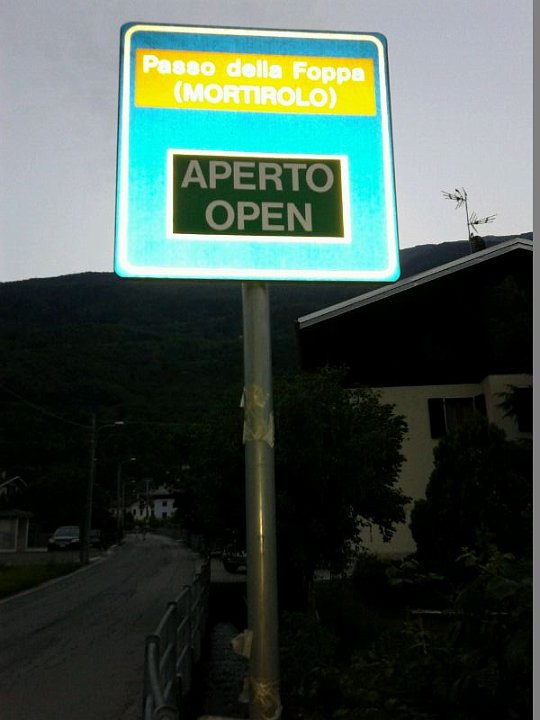 Passo della Foppa
(MORTIROLO)
APERTO
OPEN